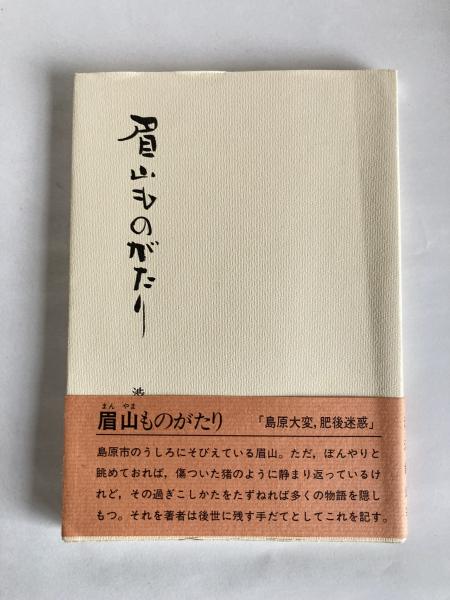 眉山ものがたり
渋
まん やま
眉山ものがたり 「島原大変，肥後迷惑」
島原市のうしろにそびえている眉山。ただ，ぼんやりと
眺めておれば，傷ついた猪のように静まり返っているけ
れど，その過ぎこしかたをたずねれば多くの物語を隠し
もつ。それを著者は後世に残す手だてとしてこれを記す。